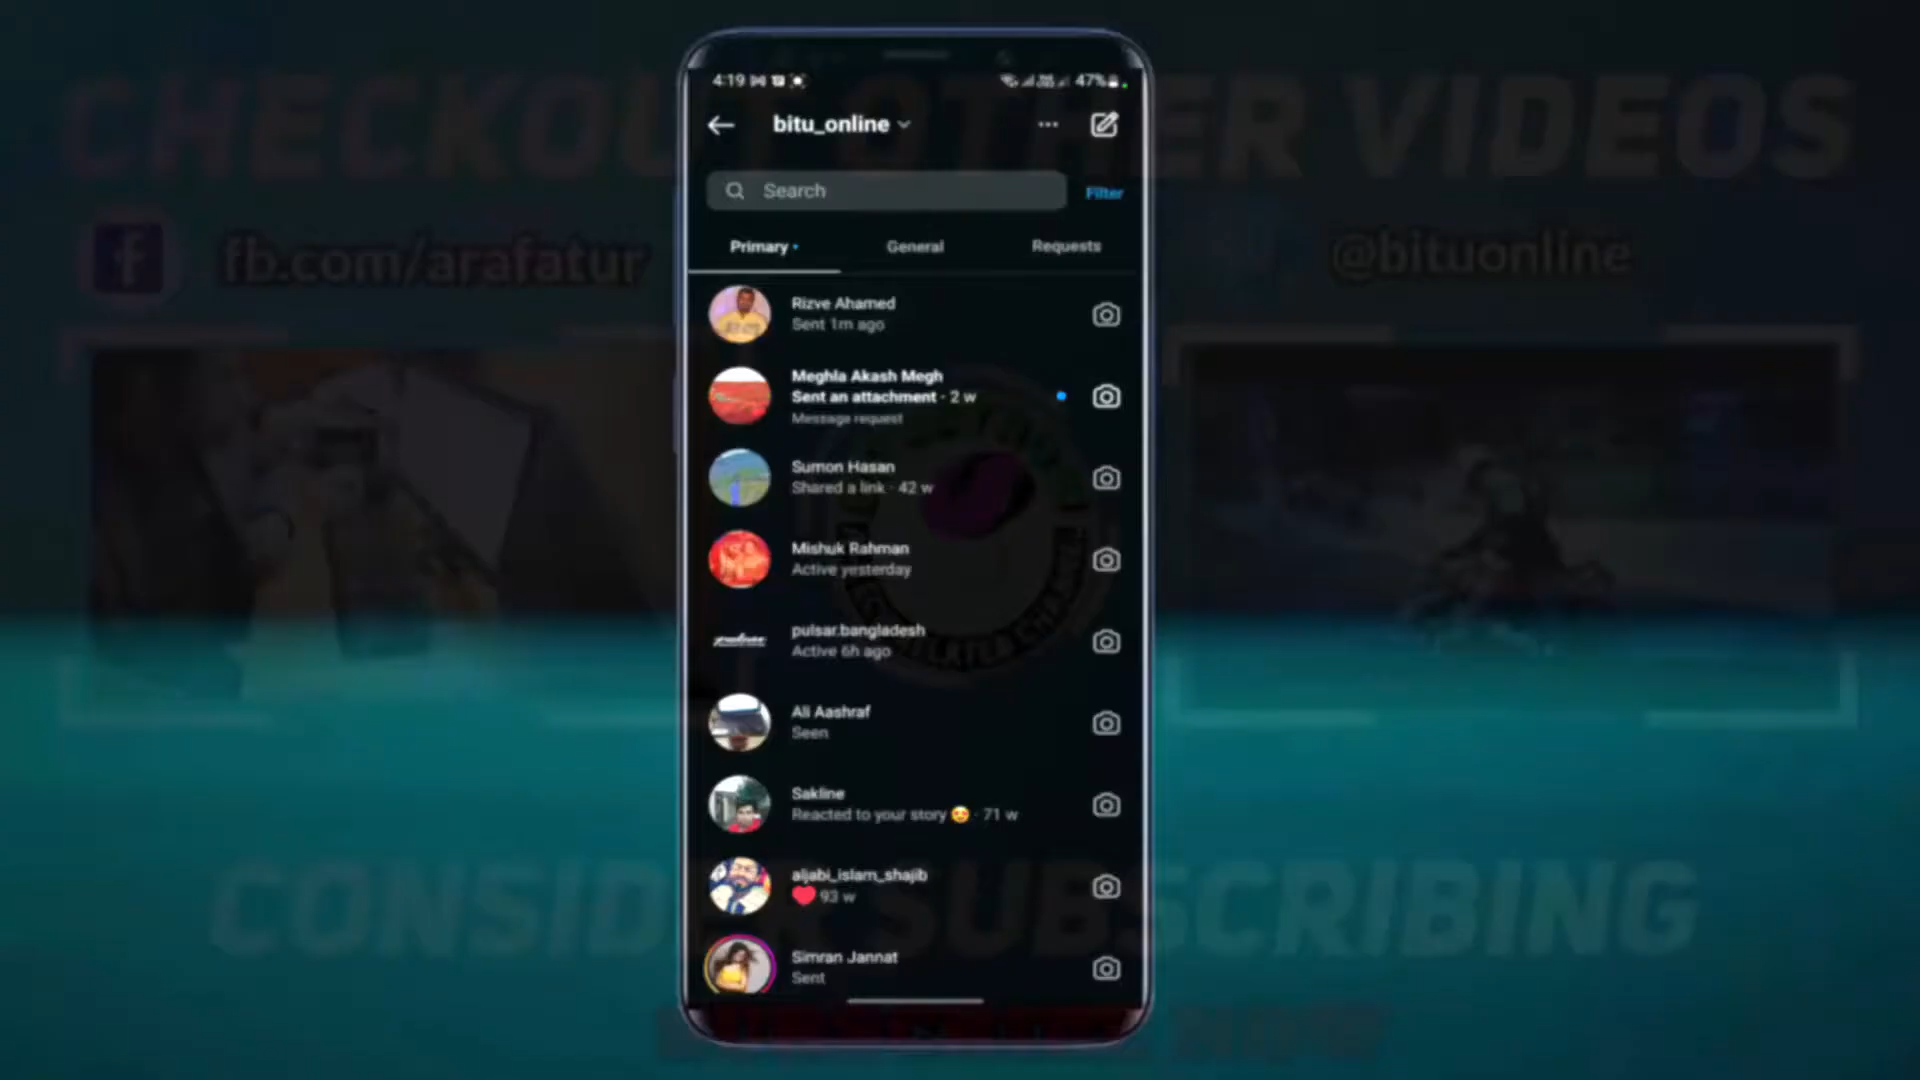 CHECKOUT OTHER VIDEOS
fb.com/arafatur
@bituonline
4:19
47%
bitu_online
Search
Filter
Primary
General
Requests
Rizve Ahamed
Sent 1m ago
Meghla Akash Megh
Sent an attachment · 2 w
Message request
Sumon Hasan
Shared a link · 42 w
Mishuk Rahman
Active yesterday
pulsar.bangladesh
Active 6h ago
Ali Aashraf
Seen
Sakline
Reacted to your story 😍 · 71 w
aljabi_islam_shajib
❤️ 93 w
Simran Jannat
Sent
CONSIDER SUBSCRIBING